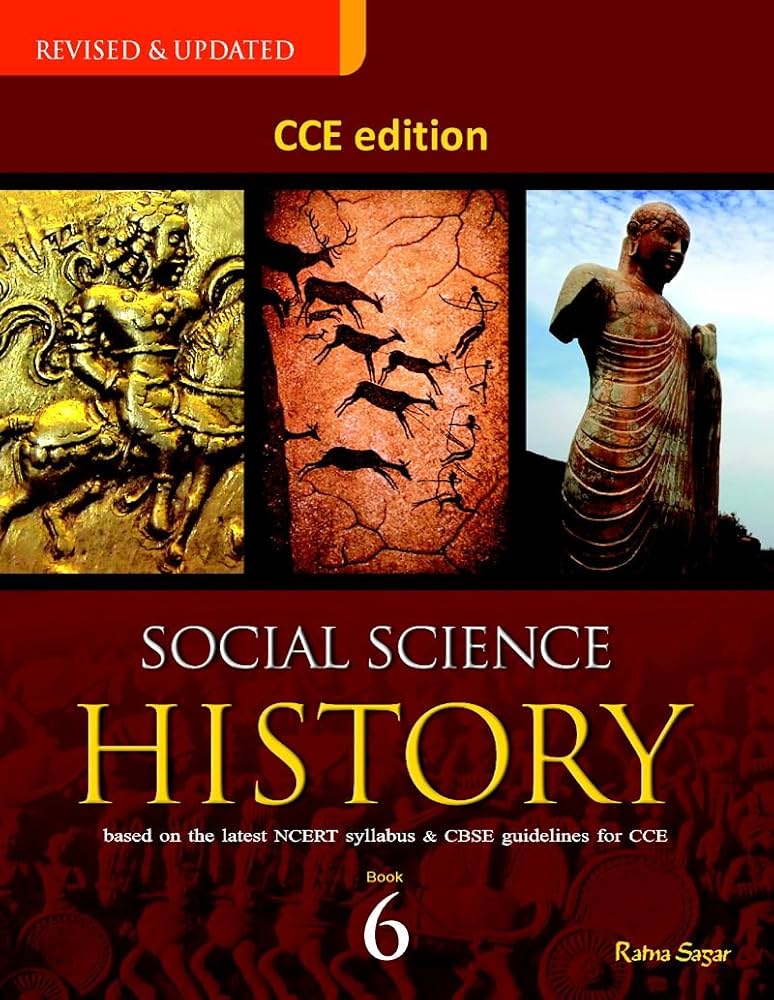 REVISED & UPDATED
CCE edition
SOCIAL SCIENCE
HISTORY
based on the latest NCERT syllabus & CBSE guidelines for CCE
Book
6
Ratna Sagar